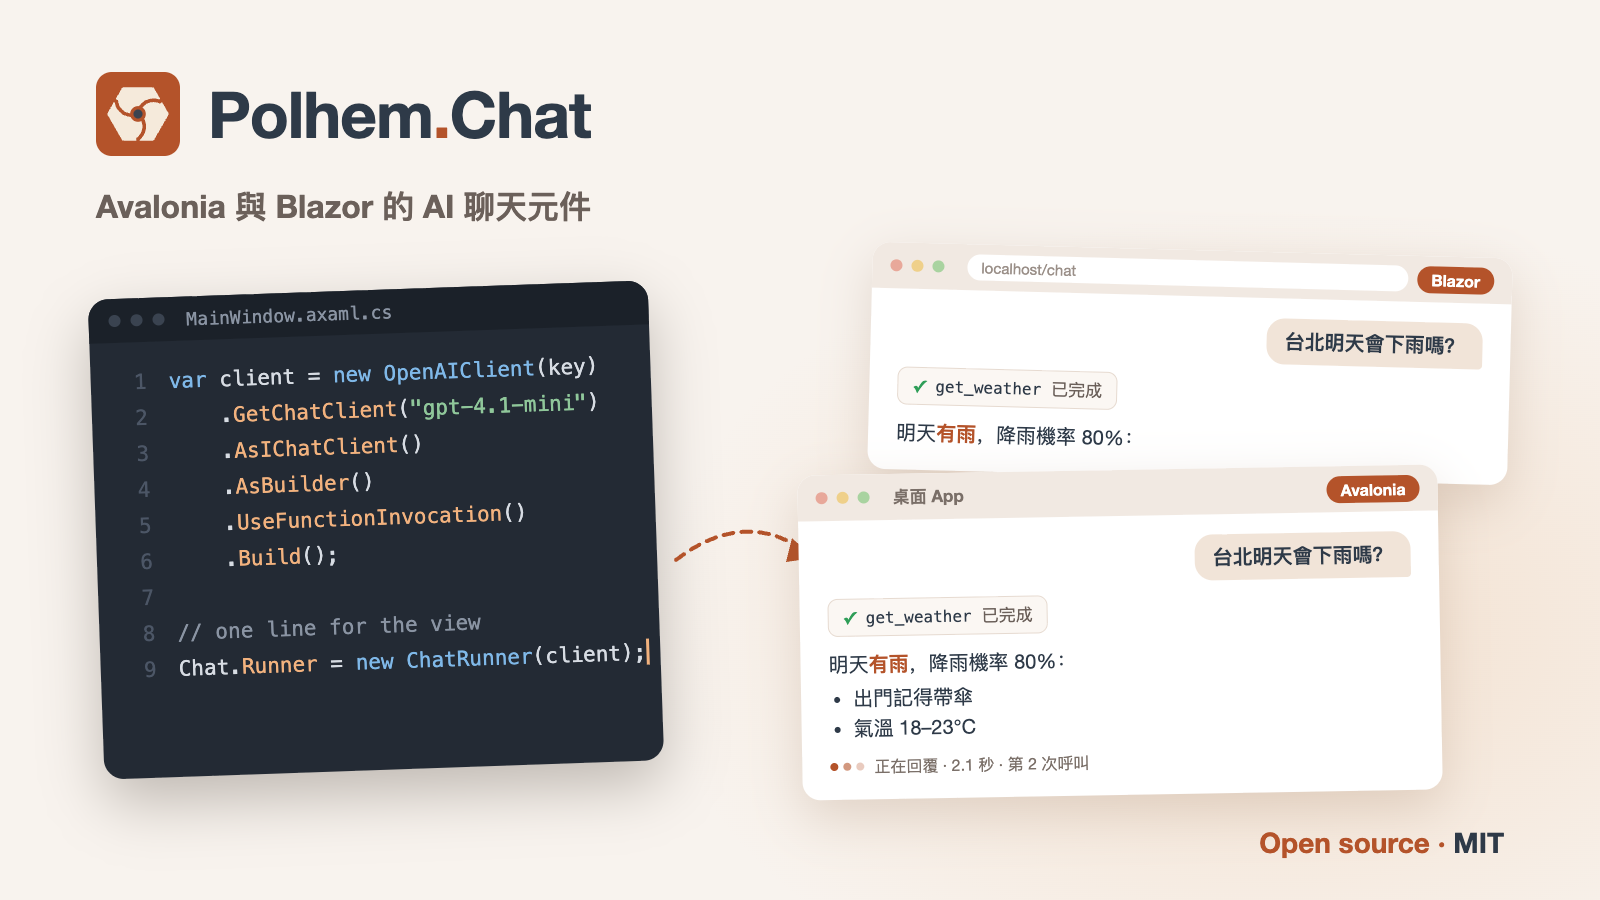 Polhem.Chat
Avalonia 與 Blazor 的 AI 聊天元件
MainWindow.axaml.cs
1 var client = new OpenAIClient(key)
2 .GetChatClient("gpt-4.1-mini")
3 .AsIChatClient()
4 .AsBuilder()
5 .UseFunctionInvocation()
6 .Build();
7
8 // one line for the view
9 Chat.Runner = new ChatRunner(client);
localhost/chat
Blazor
台北明天會下雨嗎?
✓ get_weather 已完成
明天有雨，降雨機率 80%：
桌面 App
Avalonia
台北明天會下雨嗎?
✓ get_weather 已完成
明天有雨，降雨機率 80%：
• 出門記得帶傘
• 氣溫 18–23°C
正在回覆 · 2.1 秒 · 第 2 次呼叫
Open source · MIT